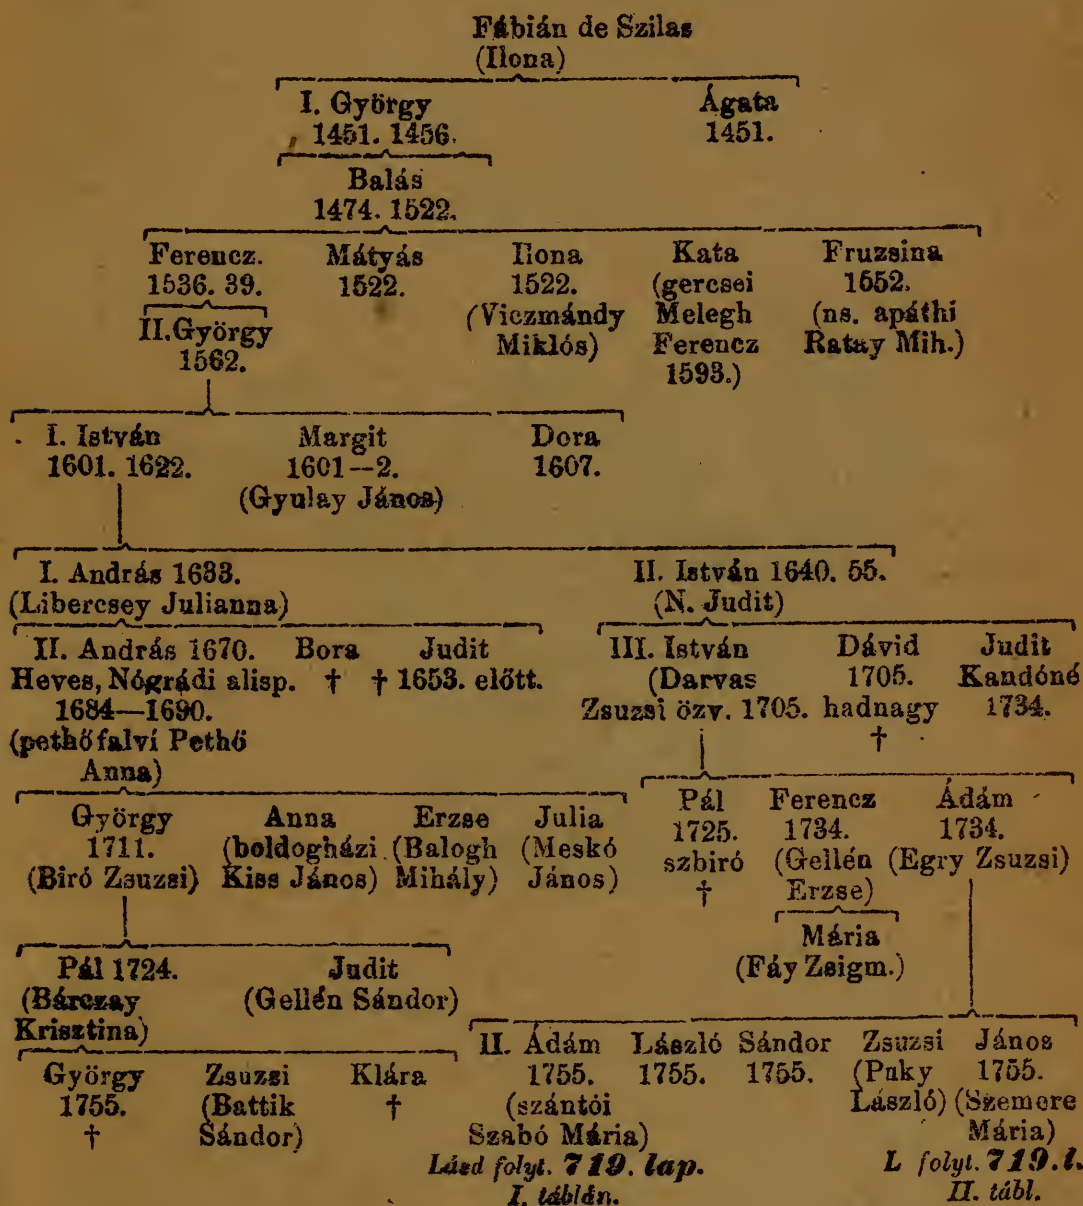 Fábián de Szilas
(Ilona)
I. György Ágata
1451. 1456. 1451.
Balás
1474. 1522.
Ferencz. Mátyás Ilona Kata Fruzsina
1536. 39. 1522. 1522. (gercsei 1552.
II. György (Viczmándy Melegh (ns. apáthi
1562. Miklós) Ferencz Ratay Mih.)
1593.)
I. István Margit Dora
1601. 1622. 1601—2. 1607.
(Gyulay János)
I. András 1633. II. István 1640. 55.
(Libercsey Julianna) (N. Judit)
II. András 1670. Bora Judit III. István Dávid Judit
Heves, Nógrádi alisp. † † 1653. előtt. (Darvas 1705. Kandóné
1684—1690. Zsuzsi özv. 1705. hadnagy 1734.
(pethőfalvi Pethő †
Anna)
György Anna Erzse Julia Pál Ferencz Ádám
1711. (boldogházi (Balogh (Meskó 1725. 1734. 1734.
(Biró Zsuzsi) Kiss János) Mihály) János) szbiró (Gellén (Egry Zsuzsi)
† Erzse)
Mária
(Fáy Zsigm.)
Pál 1724. Judit
(Bárczay (Gellén Sándor)
Krisztina)
György Zsuzsi Klára II. Ádám László Sándor Zsuzsi János
1755. (Battik † 1755. 1755. 1755. (Puky 1755.
† Sándor) (szántói László) (Szemere
Szabó Mária) Mária)
Lásd folyt. 719. lap. L folyt. 719. l.
I. táblán. II. tábl.